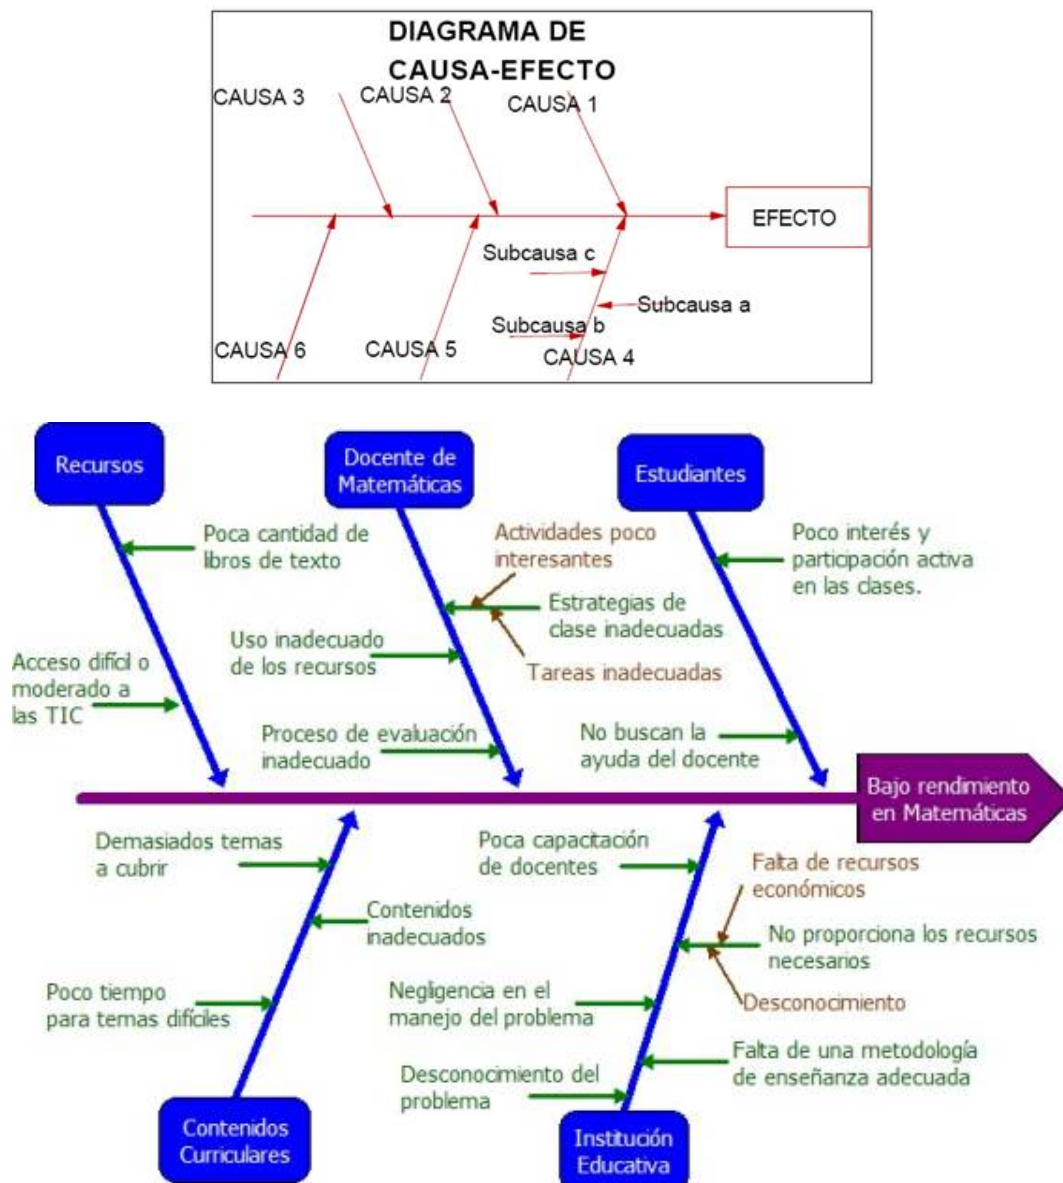 DIAGRAMA DE
CAUSA-EFECTO
CAUSA 3
CAUSA 2
CAUSA 1
EFECTO
Subcausa c
Subcausa a
Subcausa b
CAUSA 6
CAUSA 5
CAUSA 4
Recursos
Docente de
Matemáticas
Estudiantes
Poca cantidad de
libros de texto
Actividades poco
interesantes
Poco interés y
participación activa
en las clases.
Estrategias de
clase inadecuadas
Uso inadecuado
de los recursos
Tareas inadecuadas
Acceso difícil o
moderado a
las TIC
Proceso de evaluación
inadecuado
No buscan la
ayuda del docente
Bajo rendimiento
en Matemáticas
Demasiados temas
a cubrir
Poca capacitación
de docentes
Falta de recursos
económicos
Contenidos
inadecuados
No proporciona los recursos
necesarios
Poco tiempo
para temas difíciles
Negligencia en el
manejo del problema
Desconocimiento
Desconocimiento del
problema
Falta de una metodología
de enseñanza adecuada
Contenidos
Curriculares
Institución
Educativa